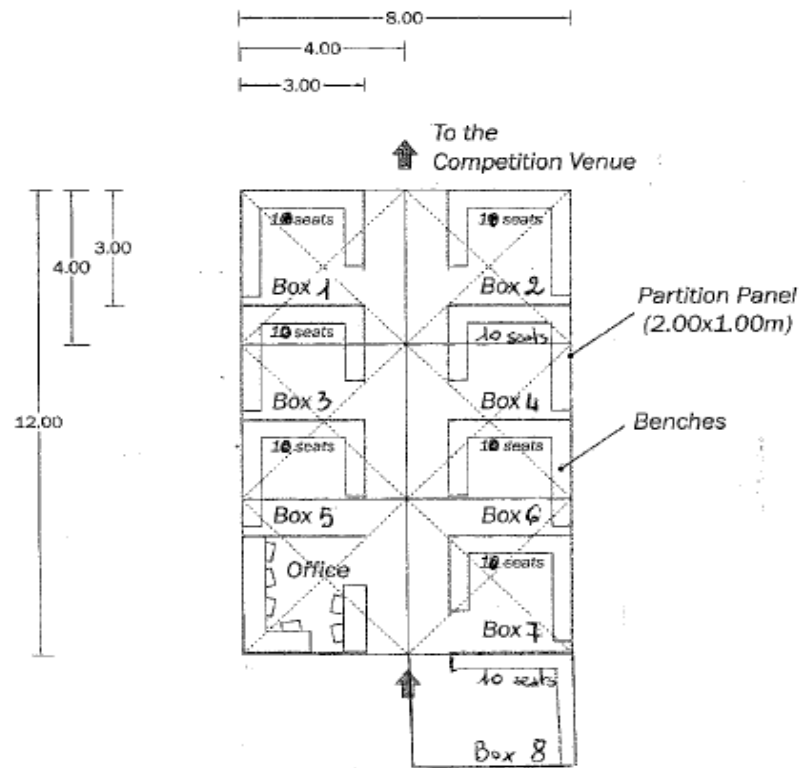 8.00
4.00
3.00
To the
Competition Venue
3.00
4.00
12.00
10 seats
10 seats
Box 1
Box 2
Partition Panel
(2.00x1.00m)
10 seats
10 seats
Box 3
Box 4
Benches
10 seats
10 seats
Box 5
Box 6
Office
10 seats
Box 7
10 seats
Box 8